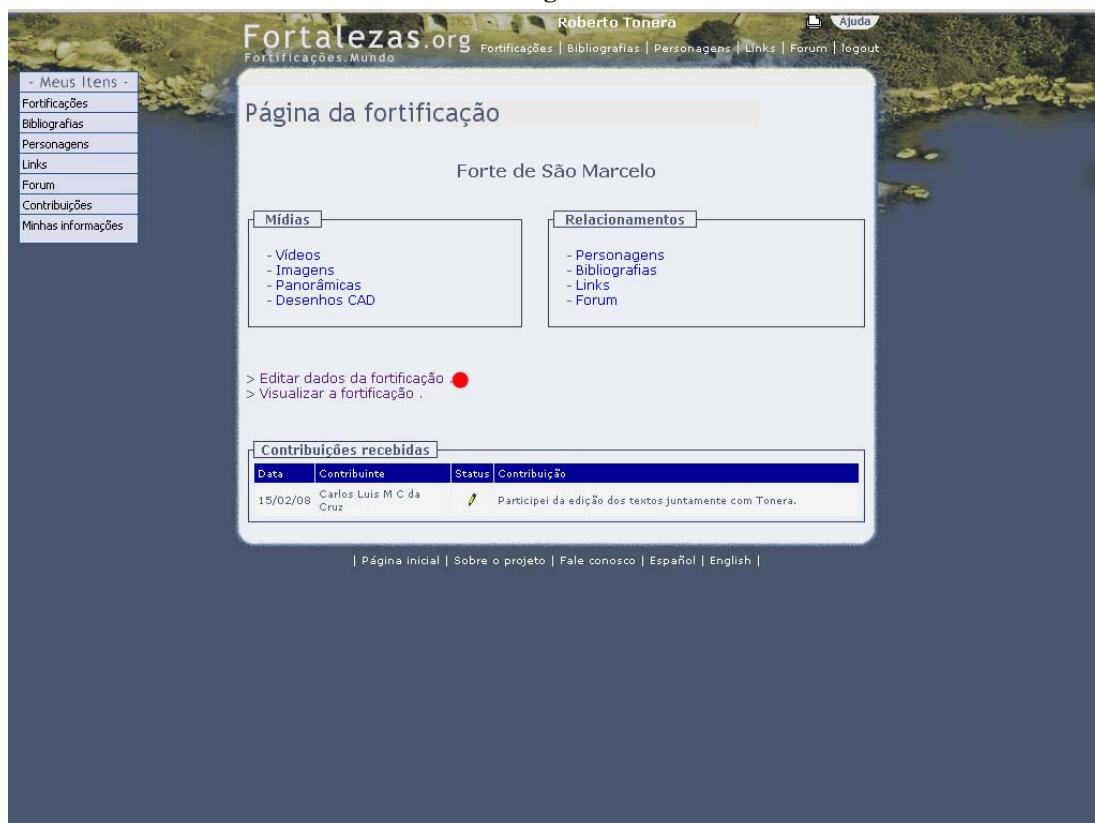 Roberto Tonera
Ajuda
Fortalezas.org
Fortificações | Bibliografias | Personagens | Links | Forum | logout
Fortificações.Mundo
- Meus Itens -
Fortificações
Bibliografias
Personagens
Links
Forum
Contribuições
Minhas informações
Página da fortificação
Forte de São Marcelo
Mídias
- Vídeos
- Imagens
- Panorâmicas
- Desenhos CAD
Relacionamentos
- Personagens
- Bibliografias
- Links
- Forum
> Editar dados da fortificação .
> Visualizar a fortificação .
Contribuições recebidas
Data Contribuinte Status Contribuição
15/02/08 Carlos Luis M C da Cruz Participei da edição dos textos juntamente com Tonera.
| Página inicial | Sobre o projeto | Fale conosco | Español | English |